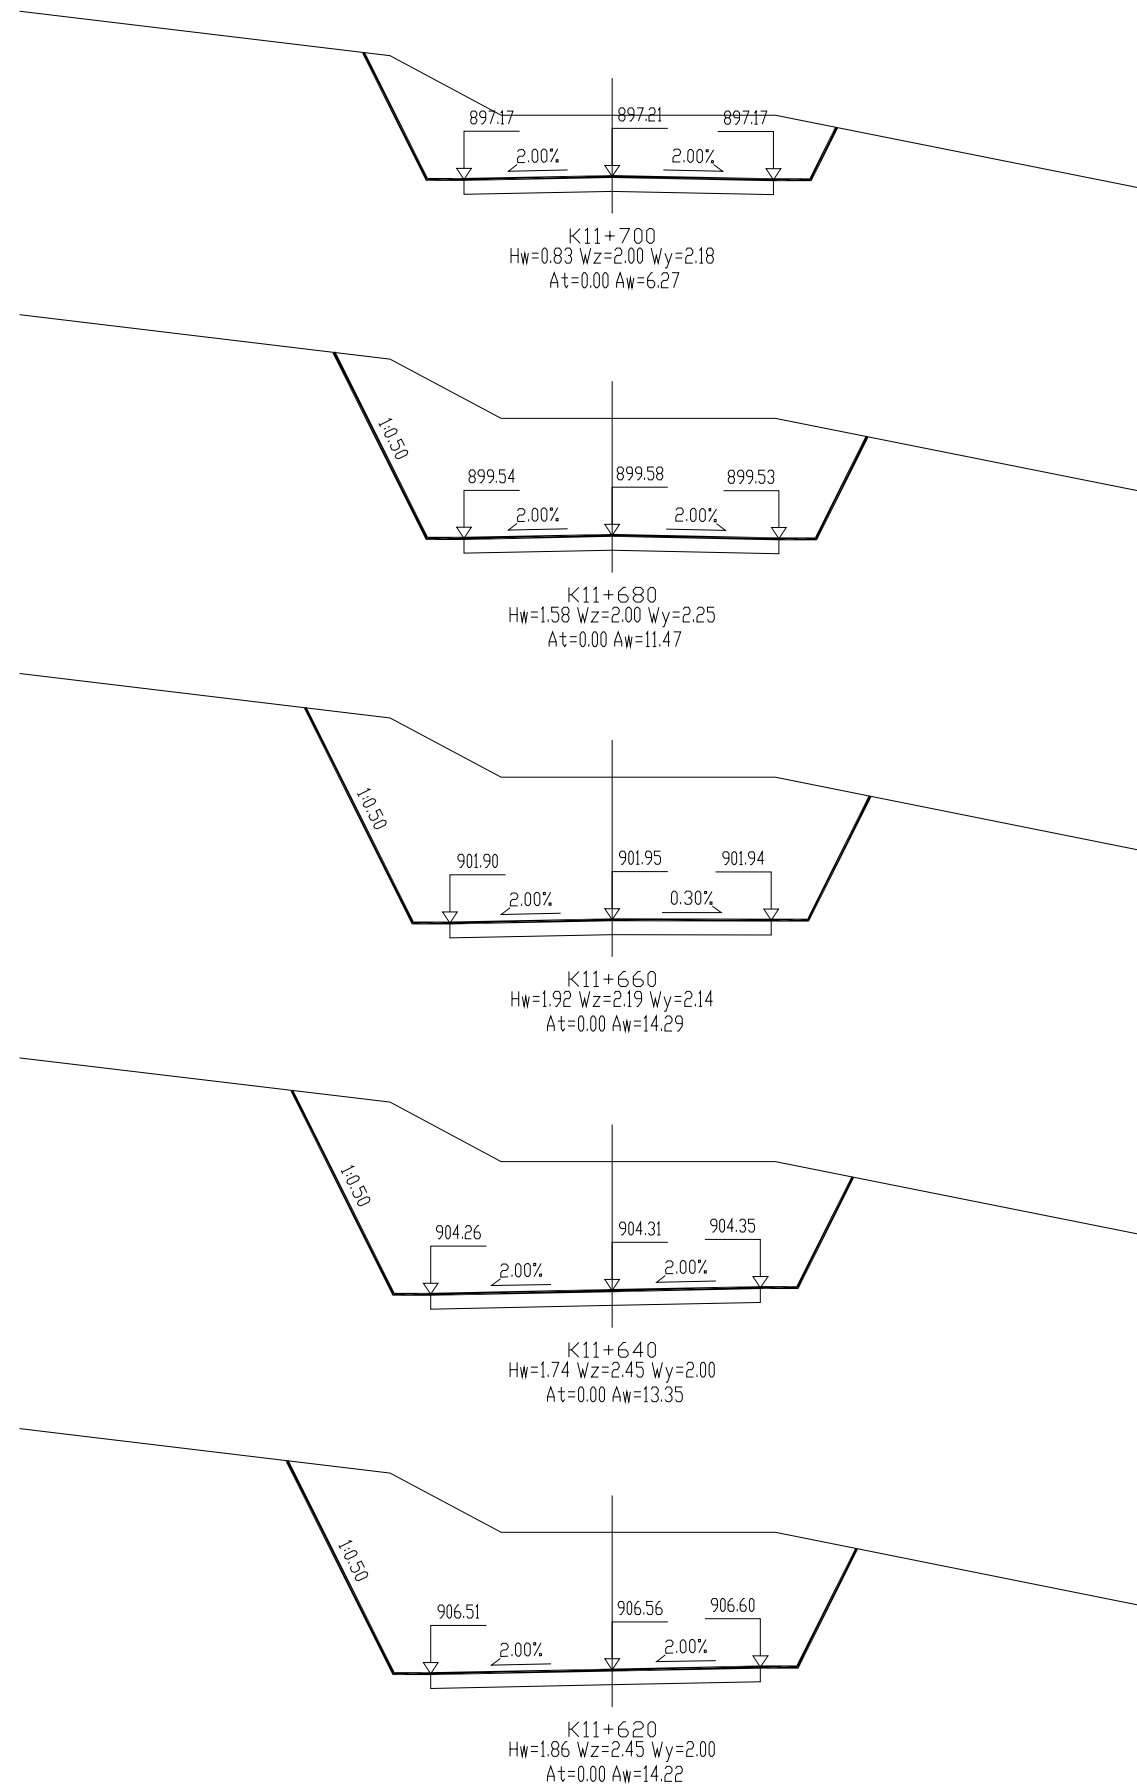 897.17 897.21 897.17
2.00% 2.00%
K11+700
Hw=0.83 Wz=2.00 Wy=2.18
At=0.00 Aw=6.27
1:0.50
899.54 899.58 899.53
2.00% 2.00%
K11+680
Hw=1.58 Wz=2.00 Wy=2.25
At=0.00 Aw=11.47
1:0.50
901.90 901.95 901.94
2.00% 0.30%
K11+660
Hw=1.92 Wz=2.19 Wy=2.14
At=0.00 Aw=14.29
1:0.50
904.26 904.31 904.35
2.00% 2.00%
K11+640
Hw=1.74 Wz=2.45 Wy=2.00
At=0.00 Aw=13.35
1:0.50
906.51 906.56 906.60
2.00% 2.00%
K11+620
Hw=1.86 Wz=2.45 Wy=2.00
At=0.00 Aw=14.22